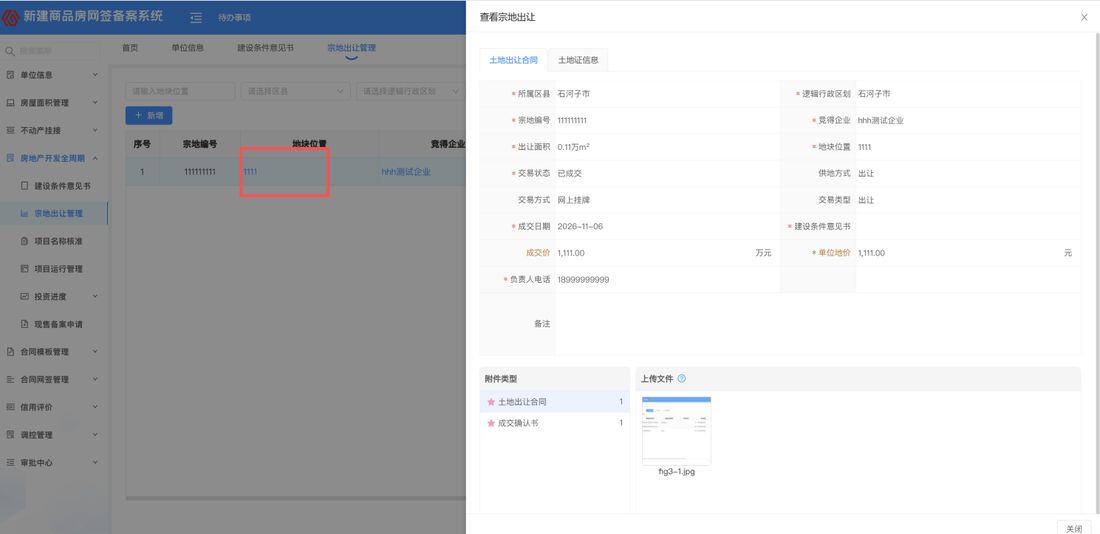 新建商品房网签备案系统
待办事项
搜索菜单
单位信息
房屋面积管理
不动产挂接
房地产开发全周期
建设条件意见书
宗地出让管理
项目名称核准
项目运行管理
投资进度
现售备案申请
合同模板管理
合同网签管理
信用评价
调控管理
审批中心
首页 单位信息 建设条件意见书 宗地出让管理
请输入地块位置 请选择区县 请选择逻辑行政区划
+ 新增
序号 宗地编号 地块位置 竞得企业
1 111111111 1111 hhh测试企业
查看宗地出让
土地出让合同 土地证信息
* 所属区县 石河子市 * 逻辑行政区划 石河子市
* 宗地编号 111111111 * 竞得企业 hhh测试企业
* 出让面积 0.11万m² * 地块位置 1111
* 交易状态 已成交 供地方式 出让
交易方式 网上挂牌 交易类型 出让
* 成交日期 2026-11-06 * 建设条件意见书
成交价 1,111.00 万元 * 单位地价 1,111.00 元
* 负责人电话 18999999999
备注
附件类型
土地出让合同 1
成交确认书 1
上传文件
fig3-1.jpg
关闭